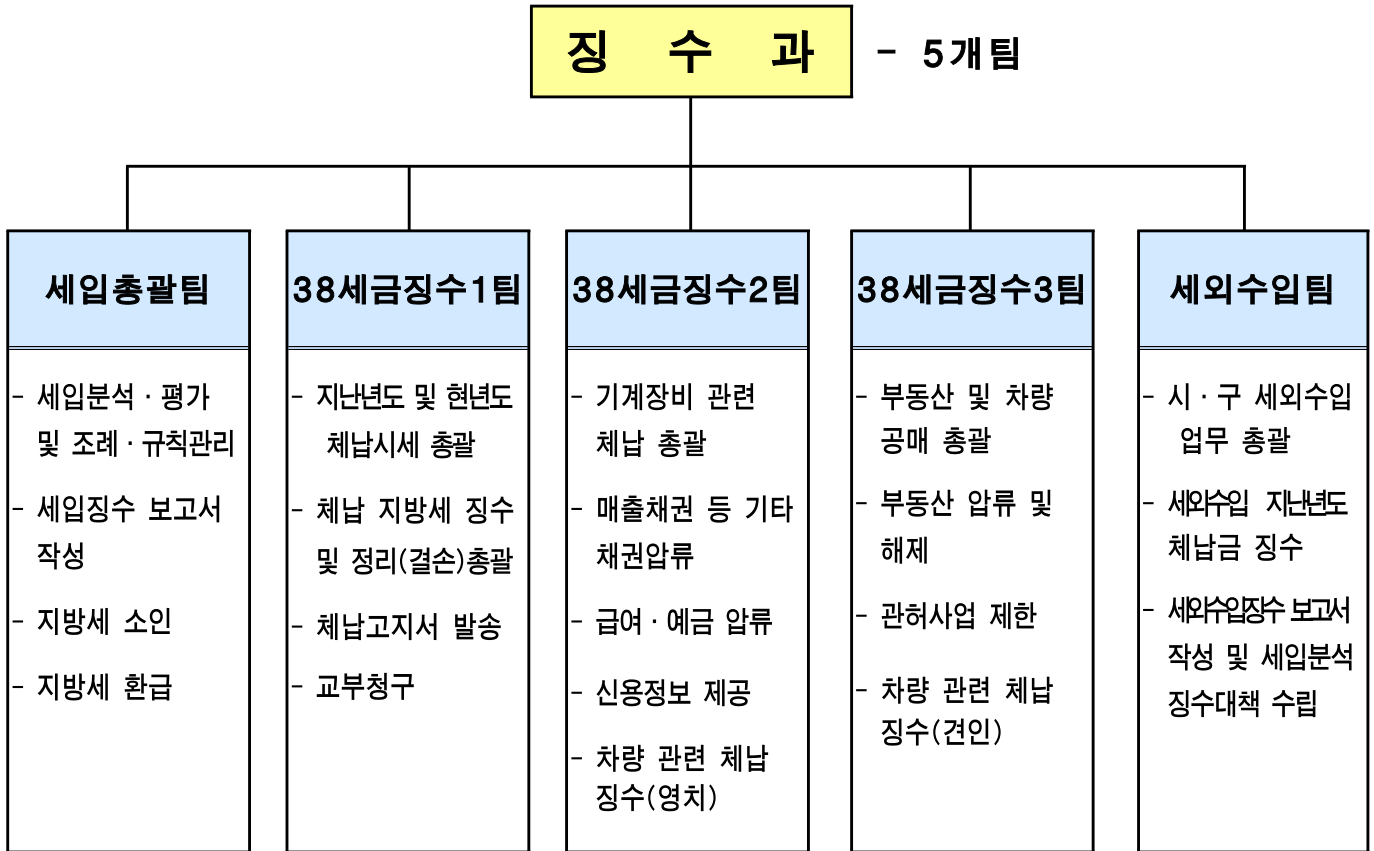 징 수 과 - 5개팀
세입총괄팀
- 세입분석 · 평가
및 조례 · 규칙관리
- 세입징수 보고서
작성
- 지방세 소인
- 지방세 환급
38세금징수1팀
- 지난년도 및 현년도
체납시세 총괄
- 체납 지방세 징수
및 정리(결손)총괄
- 체납고지서 발송
- 교부청구
38세금징수2팀
- 기계장비 관련
체납 총괄
- 매출채권 등 기타
채권압류
- 급여 · 예금 압류
- 신용정보 제공
- 차량 관련 체납
징수(영치)
38세금징수3팀
- 부동산 및 차량
공매 총괄
- 부동산 압류 및
해제
- 관허사업 제한
- 차량 관련 체납
징수(견인)
세외수입팀
- 시 · 구 세외수입
업무 총괄
- 세외수입 지난년도
체납금 징수
- 세외수입징수 보고서
작성 및 세입분석
징수대책 수립